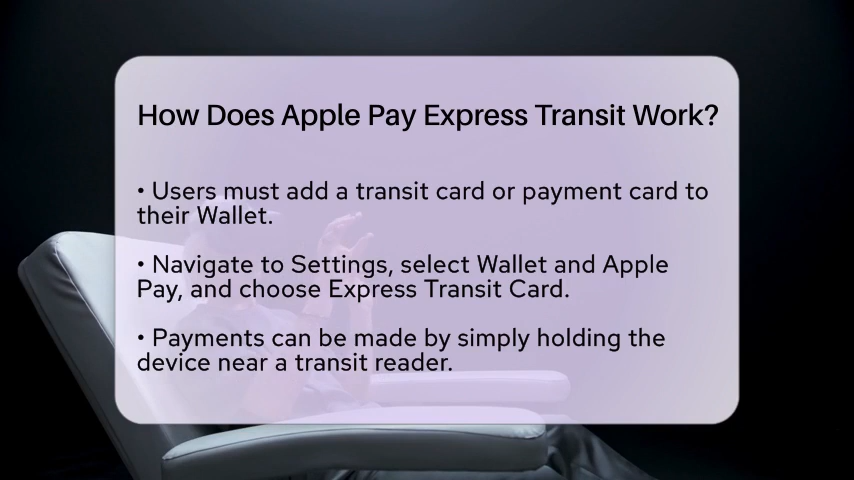 How Does Apple Pay Express Transit Work?
• Users must add a transit card or payment card to
their Wallet.
• Navigate to Settings, select Wallet and Apple
Pay, and choose Express Transit Card.
• Payments can be made by simply holding the
device near a transit reader.